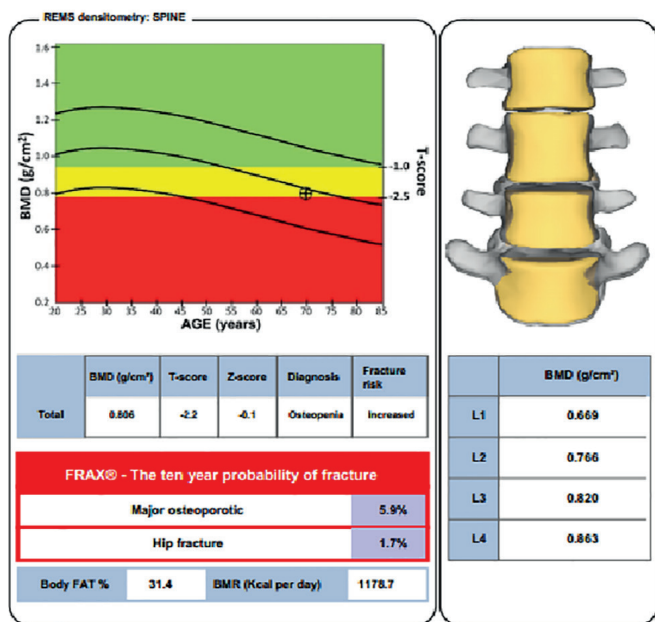 REMS densitometry: SPINE
1.6
1.4
1.2
1.0
0.8
0.6
0.4
0.2
BMD (g/cm²)
-1.0
-2.5
T-score
20 25 30 35 40 45 50 55 60 65 70 75 80 85
AGE (years)
BMD (g/cm²) T-score Z-score Diagnosis Fracture risk
Total 0.806 -2.2 -0.1 Osteopenia Increased
FRAX® - The ten year probability of fracture
Major osteoporotic 5.9%
Hip fracture 1.7%
Body FAT % 31.4 BMR (Kcal per day) 1178.7
BMD (g/cm²)
L1 0.669
L2 0.766
L3 0.820
L4 0.863